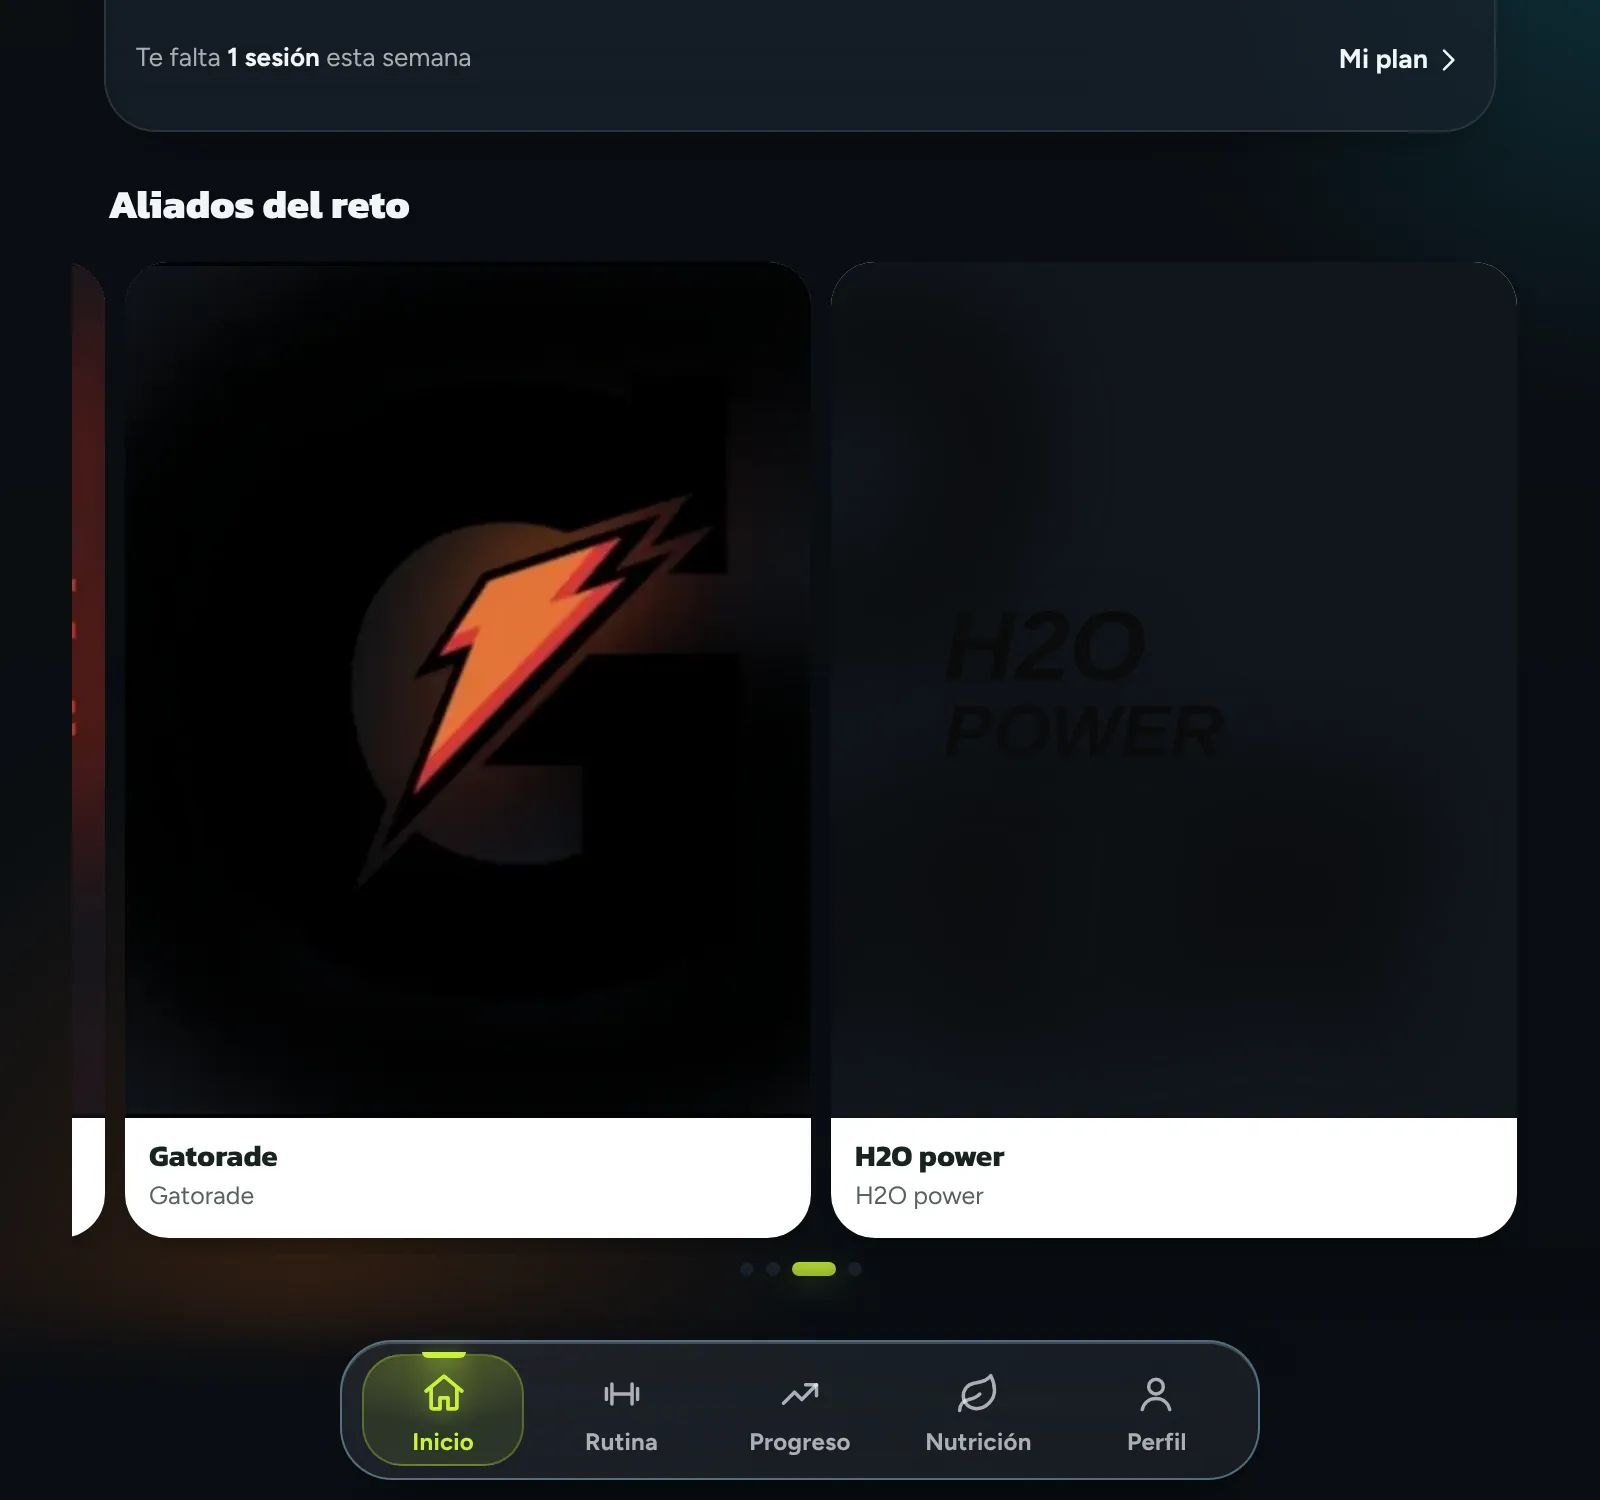 Te falta 1 sesión esta semana
Mi plan
Aliados del reto
H2O
POWER
Gatorade
Gatorade
H2O power
H2O power
Inicio
Rutina
Progreso
Nutrición
Perfil